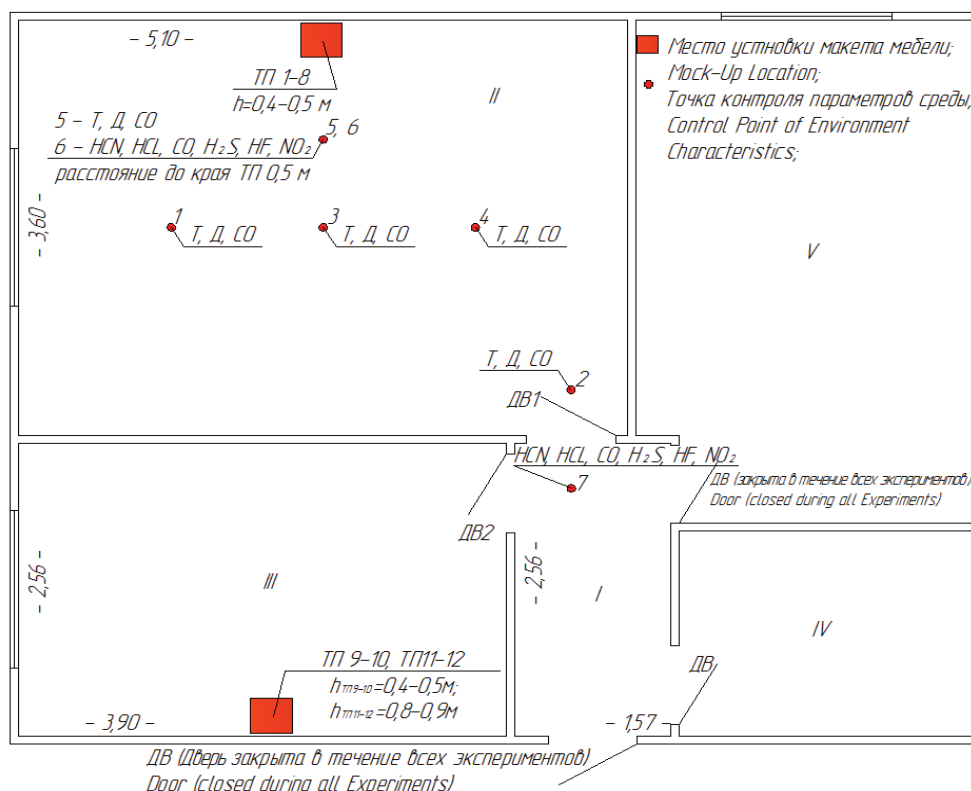 - 5,10 -
ТП 1-8
h=0,4-0,5 м
II
Место устновки макета мебели;
Mock-Up Location;
Точка контроля параметров среды,
Control Point of Environment
Characteristics;
5 - Т, Д, СО
6 - HCN, HCL, CO, H₂S, HF, NO₂
расстояние до края ТП 0,5 м
5, 6
- 3,60 -
1
Т, Д, СО
3
Т, Д, СО
4
Т, Д, СО
V
Т, Д, СО
2
ДВ1
HCN, HCL, CO, H₂S, HF, NO₂
7
ДВ (закрыта в течение всех экспериментов)
Door (closed during all Experiments)
ДВ2
- 2,56 -
III
- 2,56 -
I
IV
ТП 9-10, ТП11-12
hТП9-10=0,4-0,5м;
hТП11-12=0,8-0,9м
ДВ
- 3,90 -
- 1,57 -
ДВ (Дверь закрыта в течение всех экспериментов)
Door (closed during all Experiments)